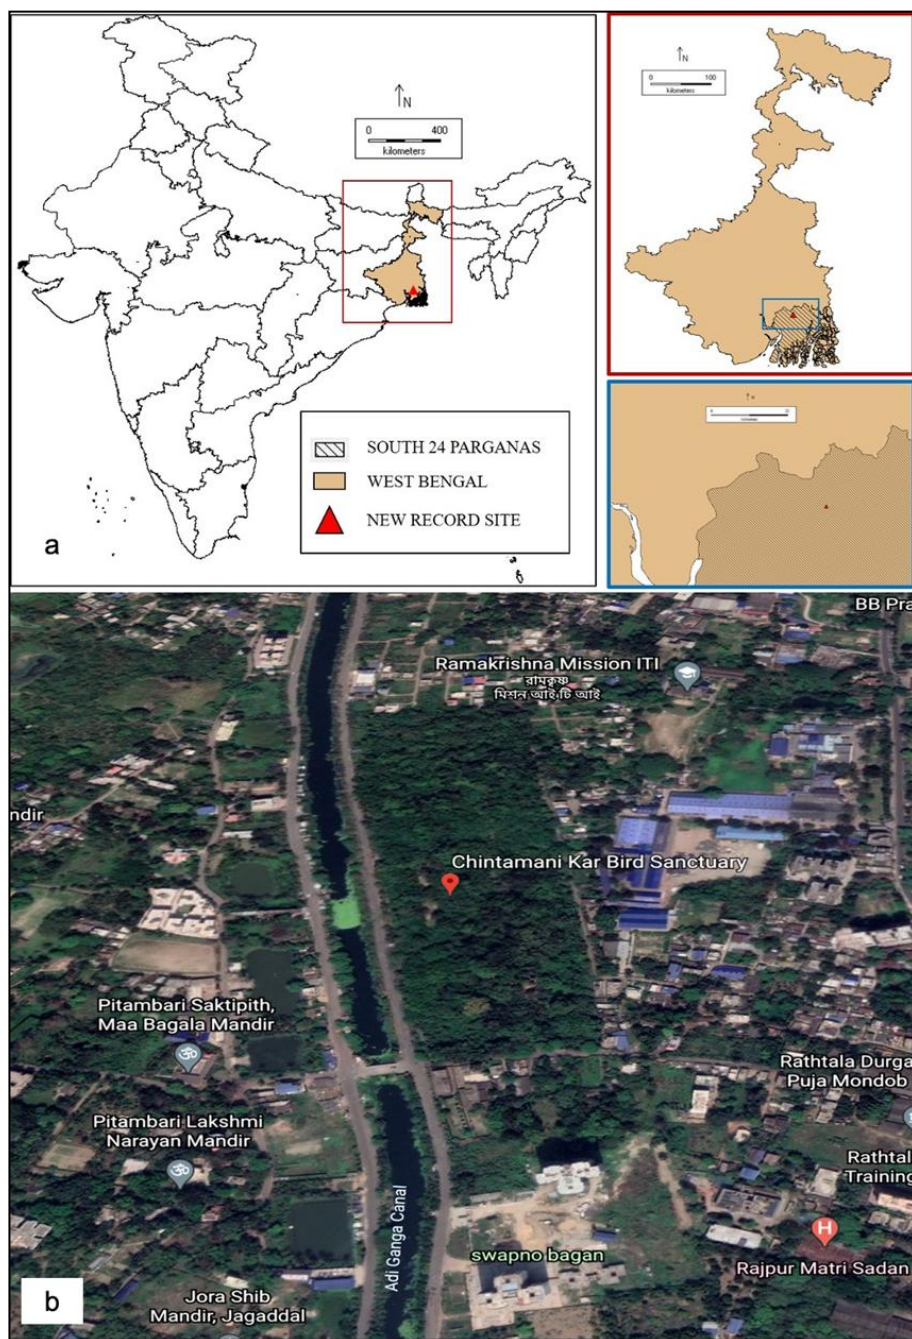 N
0 400
kilometers
SOUTH 24 PARGANAS
WEST BENGAL
NEW RECORD SITE
a
N
0 100
kilometers
BB Pra
Ramakrishna Mission ITI
রামকৃষ্ণ
মিশন আই টি আই
ndir
Chintamani Kar Bird Sanctuary
Pitambari Saktipith,
Maa Bagala Mandir
Rathtala Durga
Puja Mondob
Pitambari Lakshmi
Narayan Mandir
Rathtal
Training
Adi Ganga Canal
swapno bagan
H
Rajpur Matri Sadan
Jora Shib
Mandir, Jagaddal
b